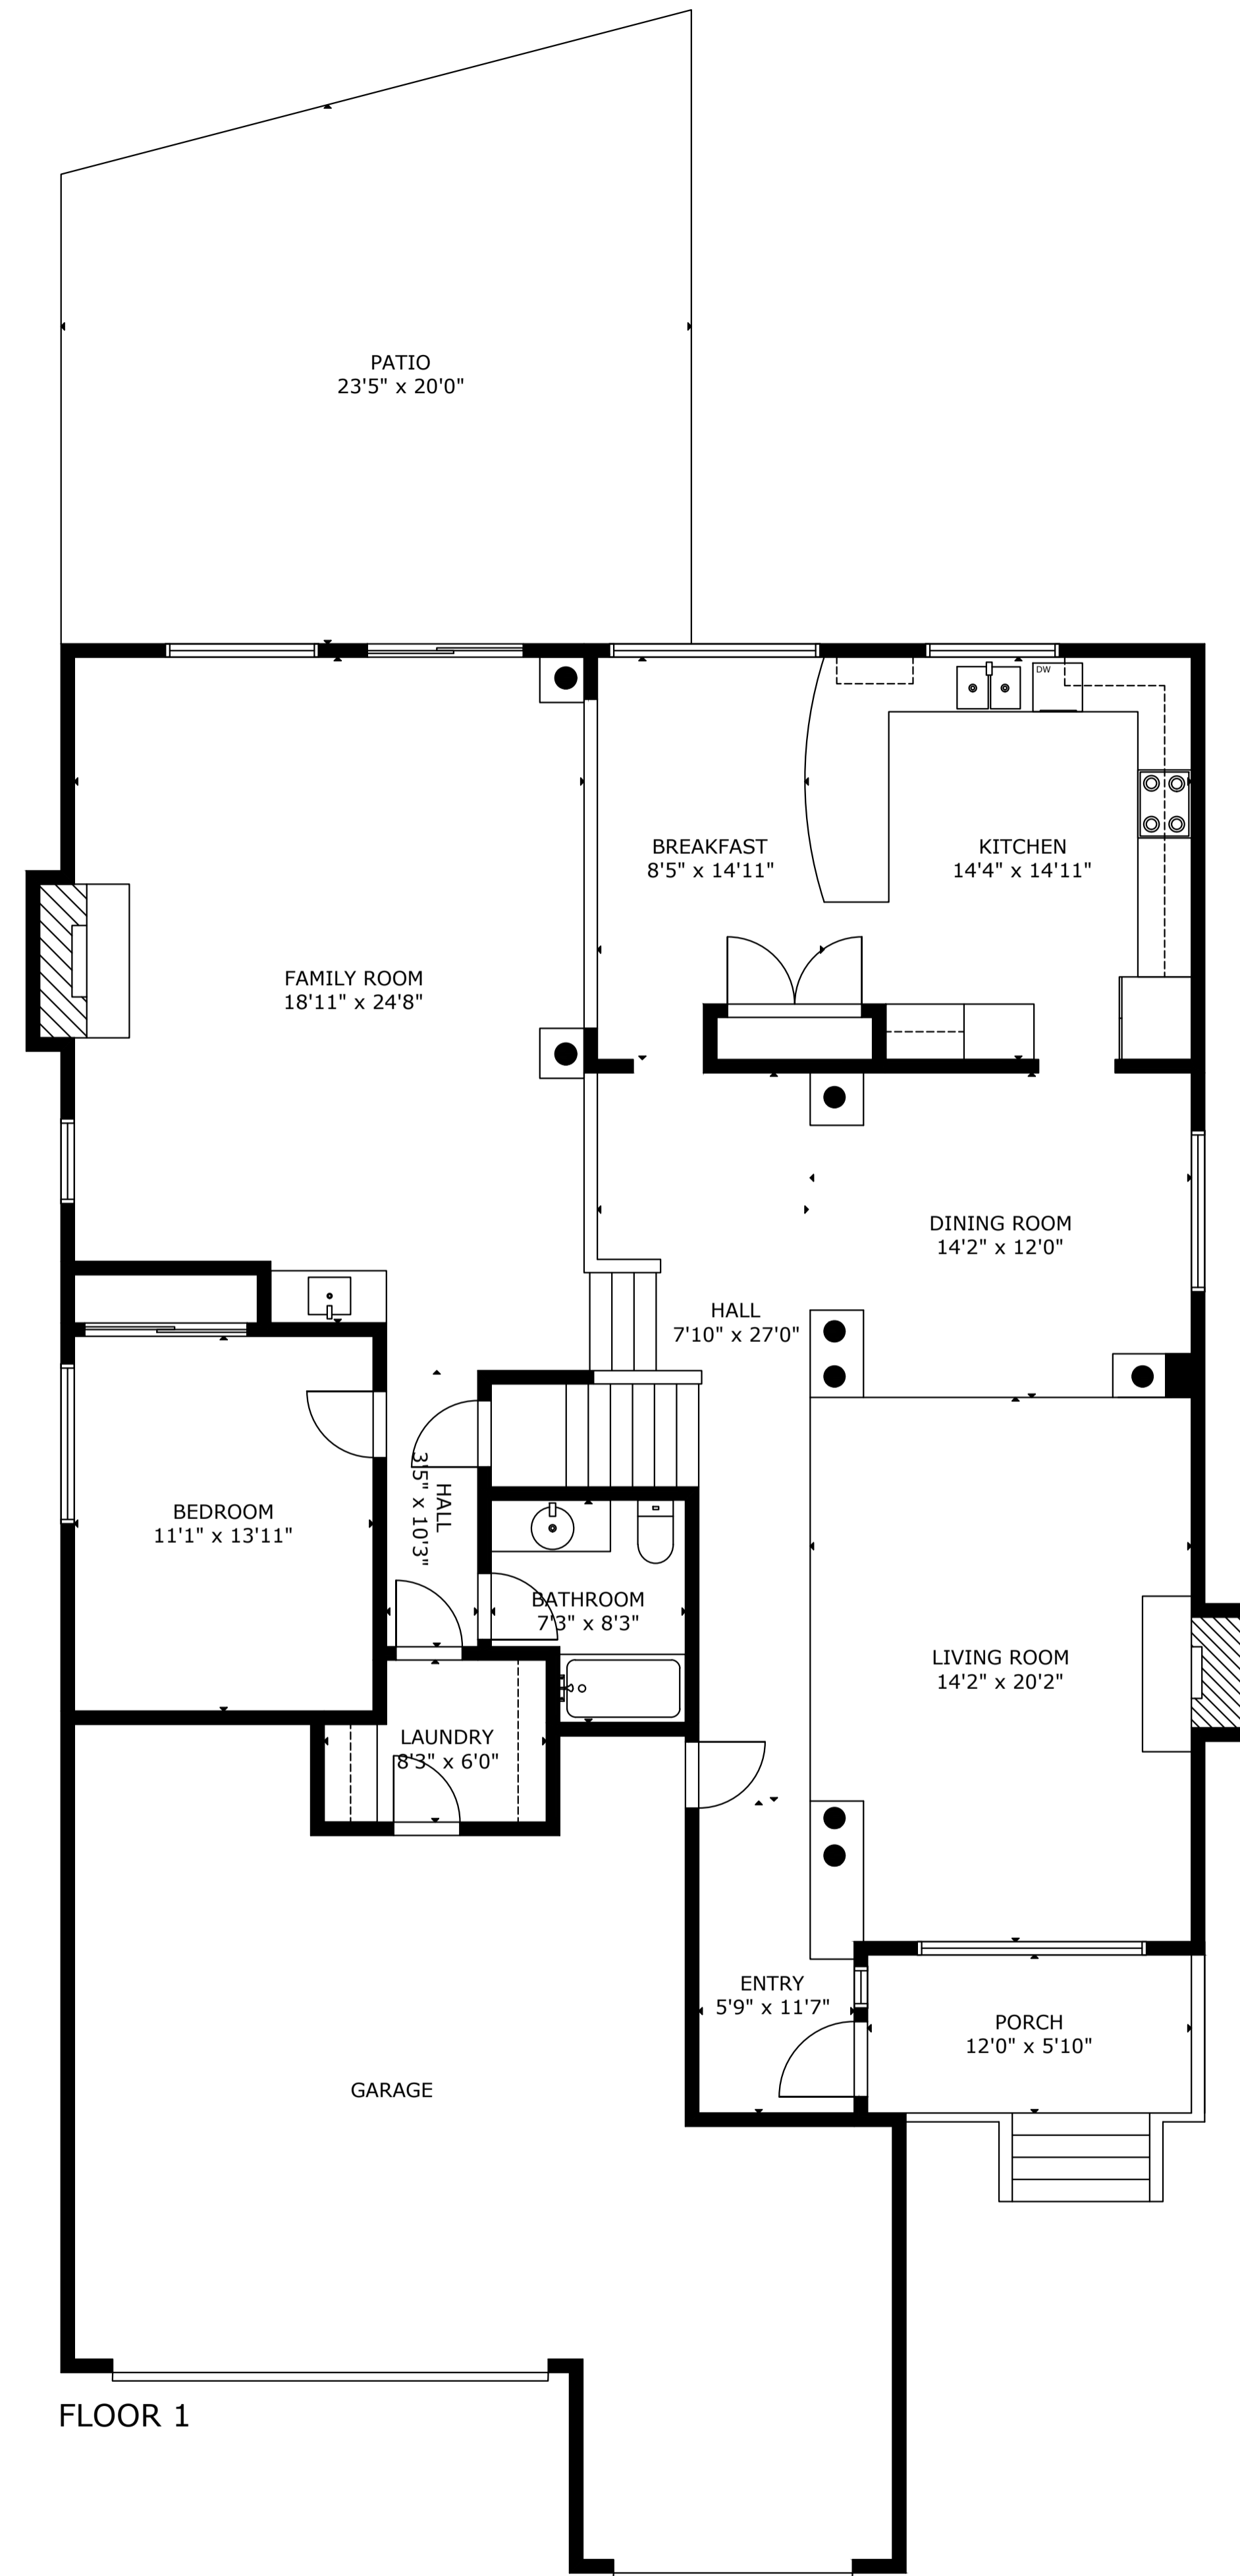 PATIO
23'5" x 20'0"
DW
BREAKFAST
8'5" x 14'11"
KITCHEN
14'4" x 14'11"
FAMILY ROOM
18'11" x 24'8"
DINING ROOM
14'2" x 12'0"
HALL
7'10" x 27'0"
HALL
3'5" x 10'3"
BEDROOM
11'1" x 13'11"
BATHROOM
7'3" x 8'3"
LIVING ROOM
14'2" x 20'2"
LAUNDRY
8'3" x 6'0"
ENTRY
5'9" x 11'7"
PORCH
12'0" x 5'10"
GARAGE
FLOOR 1